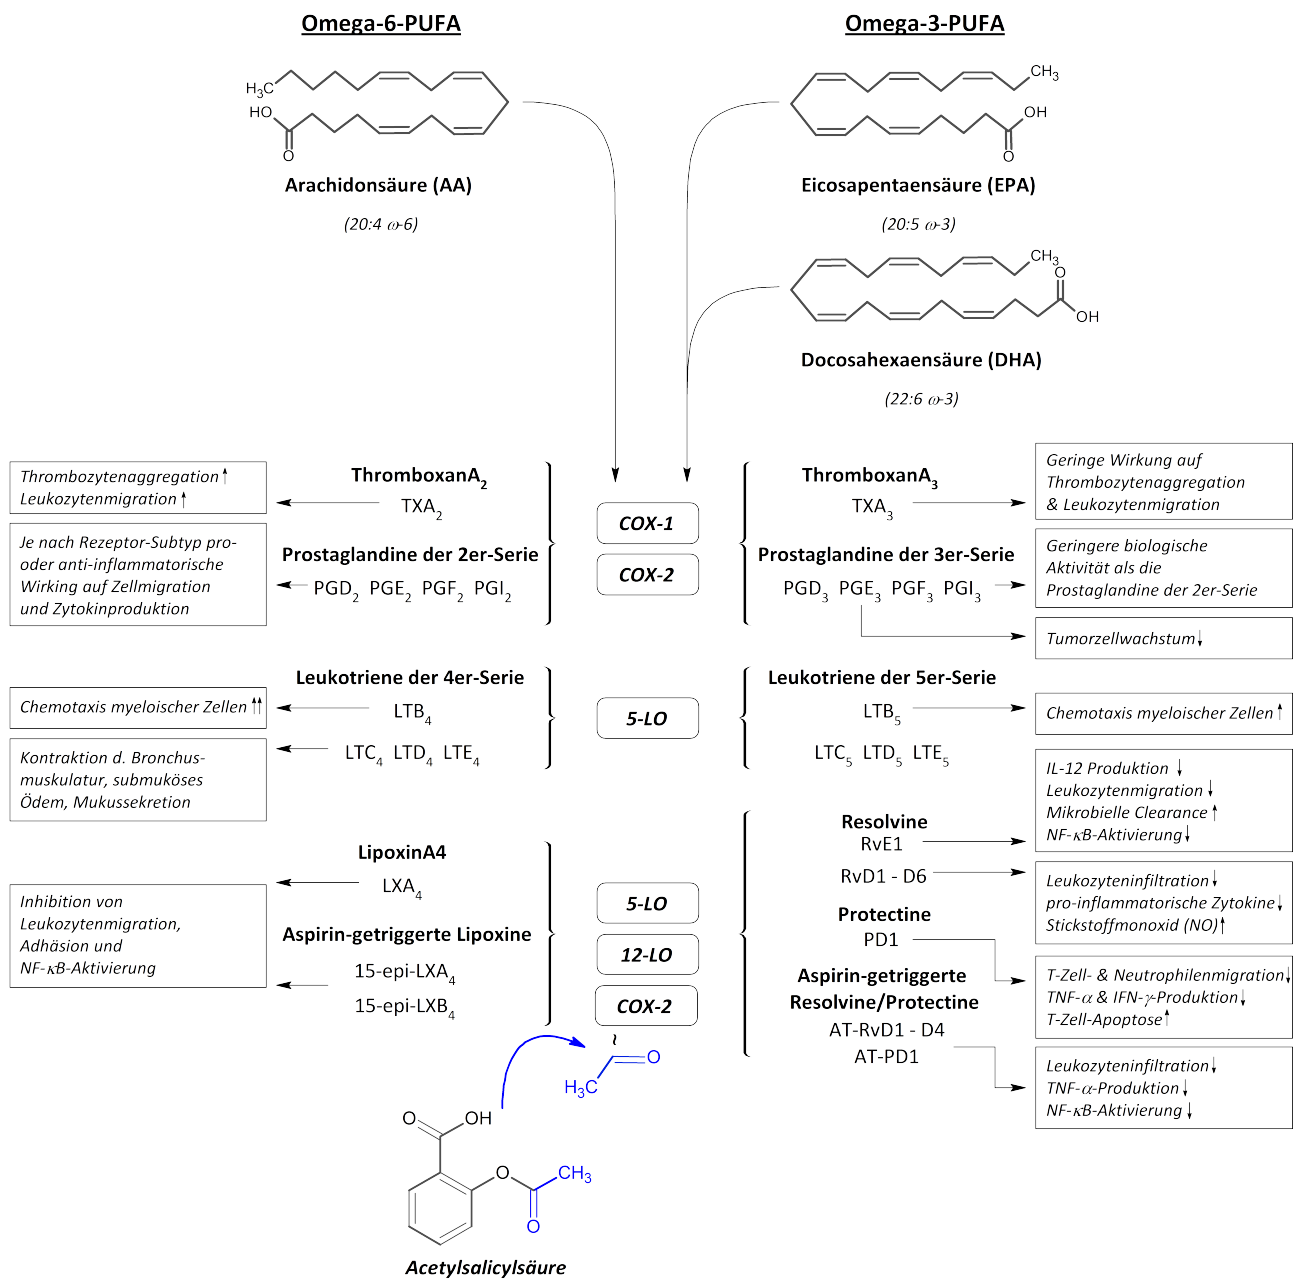 Omega-6-PUFA
H3C
HO
O
Arachidonsäure (AA)
(20:4 ω-6)
Omega-3-PUFA
CH3
OH
O
Eicosapentaensäure (EPA)
(20:5 ω-3)
CH3
O
OH
Docosahexaensäure (DHA)
(22:6 ω-3)
Thrombozytenaggregation ↑
Leukozytenmigration ↑
Je nach Rezeptor-Subtyp pro-
oder anti-inflammatorische
Wirking auf Zellmigration
und Zytokinproduktion
ThromboxanA2
TXA2
Prostaglandine der 2er-Serie
PGD2 PGE2 PGF2 PGI2
COX-1
COX-2
ThromboxanA3
TXA3
Prostaglandine der 3er-Serie
PGD3 PGE3 PGF3 PGI3
Geringe Wirkung auf
Thrombozytenaggregation
& Leukozytenmigration
Geringere biologische
Aktivität als die
Prostaglandine der 2er-Serie
Tumorzellwachstum ↓
Chemotaxis myeloischer Zellen ↑↑
Kontraktion d. Bronchus-
muskulatur, submuköses
Ödem, Mukussekretion
Leukotriene der 4er-Serie
LTB4
LTC4 LTD4 LTE4
5-LO
Leukotriene der 5er-Serie
LTB5
LTC5 LTD5 LTE5
Chemotaxis myeloischer Zellen ↑
IL-12 Produktion ↓
Leukozytenmigration ↓
Mikrobielle Clearance ↑
NF-κB-Aktivierung ↓
Inhibition von
Leukozytenmigration,
Adhäsion und
NF-κB-Aktivierung
LipoxinA4
LXA4
Aspirin-getriggerte Lipoxine
15-epi-LXA4
15-epi-LXB4
5-LO
12-LO
COX-2
Resolvine
RvE1
RvD1 - D6
Protectine
PD1
Aspirin-getriggerte
Resolvine/Protectine
AT-RvD1 - D4
AT-PD1
Leukozyteninfiltration ↓
pro-inflammatorische Zytokine ↓
Stickstoffmonoxid (NO) ↑
T-Zell- & Neutrophilenmigration ↓
TNF-α & IFN-γ-Produktion ↓
T-Zell-Apoptose ↑
Leukozyteninfiltration ↓
TNF-α-Produktion ↓
NF-κB-Aktivierung ↓
O
H3C
O
OH
O
CH3
O
Acetylsalicylsäure